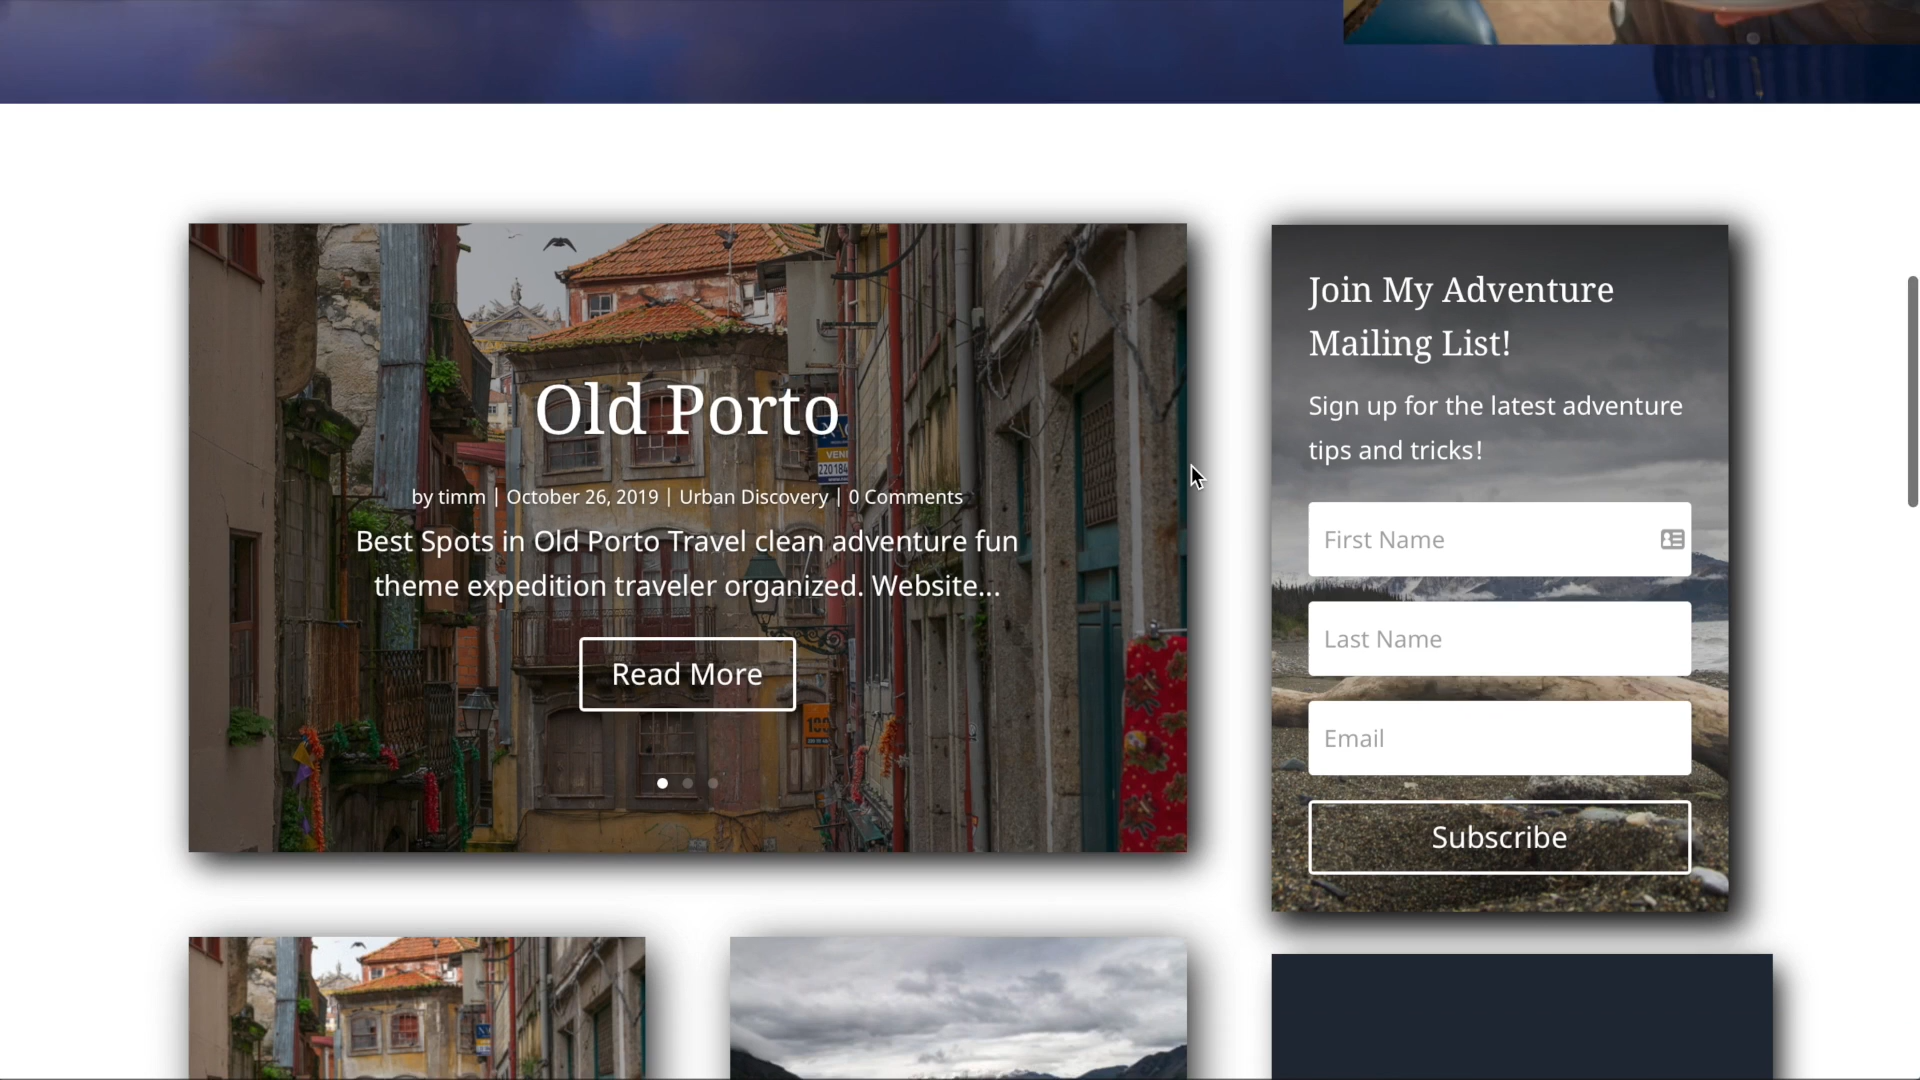 Old Porto
by timm | October 26, 2019 | Urban Discovery | 0 Comments
Best Spots in Old Porto Travel clean adventure fun
theme expedition traveler organized. Website...
Read More
VEN
220184
Join My Adventure
Mailing List!
Sign up for the latest adventure
tips and tricks!
First Name
Last Name
Email
Subscribe